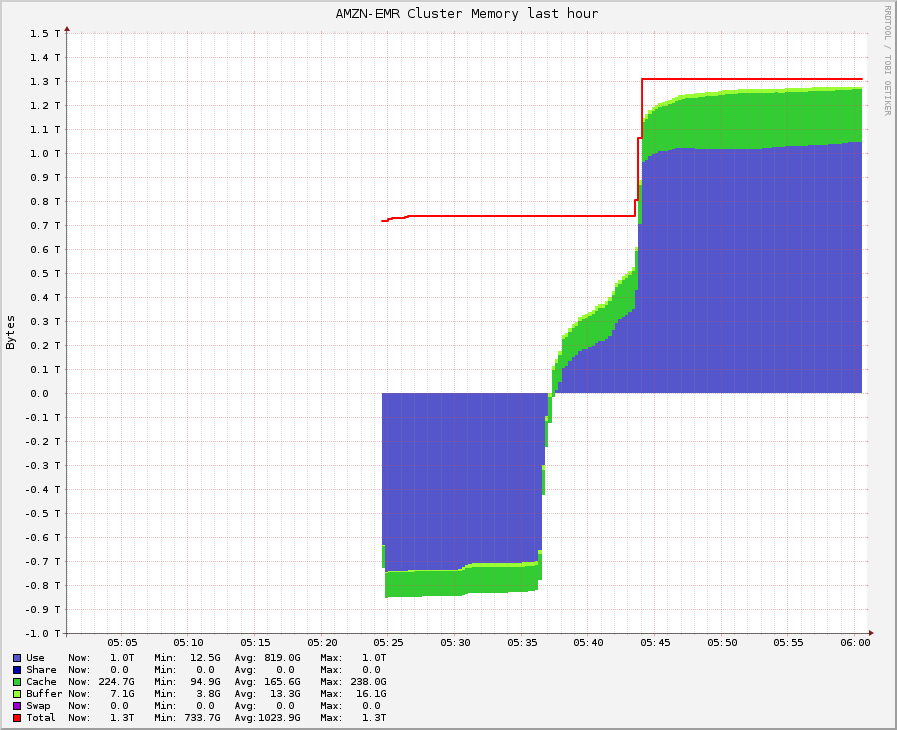 AMZN-EMR Cluster Memory last hour
RRDTOOL / TOBI OETIKER
Bytes
1.5 T
1.4 T
1.3 T
1.2 T
1.1 T
1.0 T
0.9 T
0.8 T
0.7 T
0.6 T
0.5 T
0.4 T
0.3 T
0.2 T
0.1 T
0.0
-0.1 T
-0.2 T
-0.3 T
-0.4 T
-0.5 T
-0.6 T
-0.7 T
-0.8 T
-0.9 T
-1.0 T
05:05 05:10 05:15 05:20 05:25 05:30 05:35 05:40 05:45 05:50 05:55 06:00
Use Now: 1.0T Min: 12.5G Avg: 819.0G Max: 1.0T
Share Now: 0.0 Min: 0.0 Avg: 0.0 Max: 0.0
Cache Now: 224.7G Min: 94.9G Avg: 165.6G Max: 238.0G
Buffer Now: 7.1G Min: 3.8G Avg: 13.3G Max: 16.1G
Swap Now: 0.0 Min: 0.0 Avg: 0.0 Max: 0.0
Total Now: 1.3T Min: 733.7G Avg:1023.9G Max: 1.3T